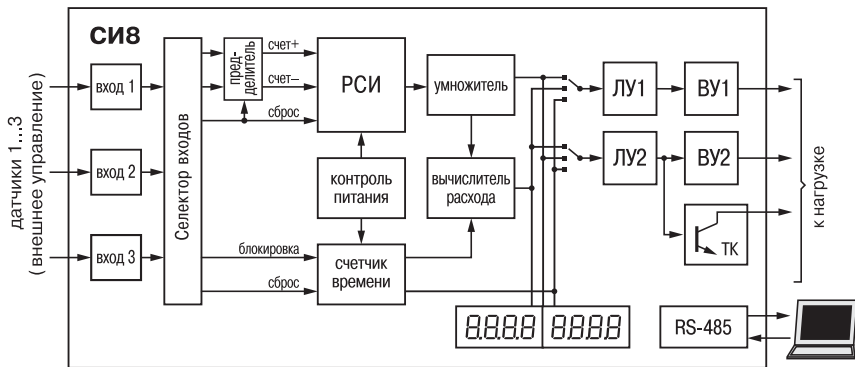 СИ8
датчики 1...3
(внешнее управление)
вход 1
вход 2
вход 3
Селектор входов
пред-
делитель
счет+
счет–
сброс
РСИ
умножитель
контроль
питания
вычислитель
расхода
блокировка
сброс
счетчик
времени
ЛУ1
ВУ1
ЛУ2
ВУ2
ТК
к нагрузке
8.8.8.8
8.8.8.8
RS-485